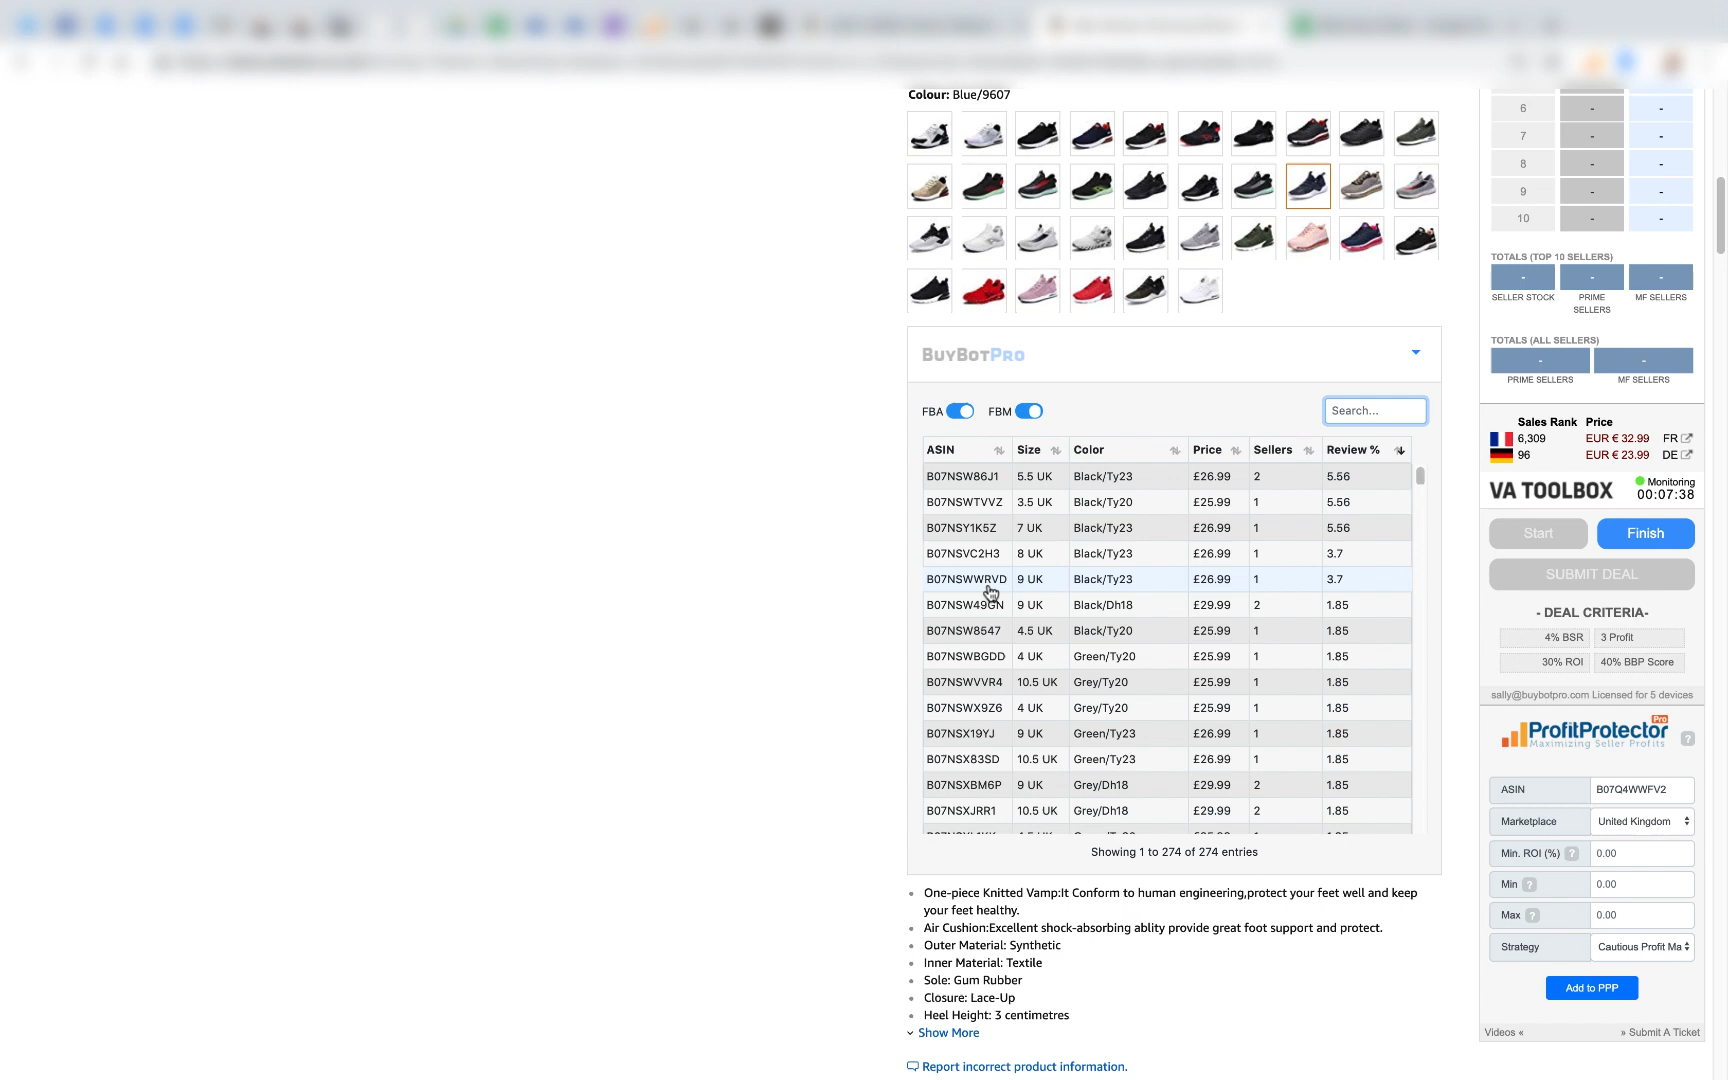 Colour: Blue/9607
BUYBOTPRO
FBA FBM Search...
ASIN Size Color Price Sellers Review %
B07NSW86J1 5.5 UK Black/Ty23 £26.99 2 5.56
B07NSWTVVZ 3.5 UK Black/Ty20 £25.99 1 5.56
B07NSY1K5Z 7 UK Black/Ty23 £26.99 1 5.56
B07NSVC2H3 8 UK Black/Ty23 £26.99 1 3.7
B07NSWWRVD 9 UK Black/Ty23 £26.99 1 3.7
9 UK Black/Dh18 £29.99 2 1.85
B07NSW8547 4.5 UK Black/Ty20 £25.99 1 1.85
B07NSWBGDD 4 UK Green/Ty20 £25.99 1 1.85
B07NSWVVR4 10.5 UK Grey/Ty20 £25.99 1 1.85
B07NSWX9Z6 4 UK Grey/Ty20 £25.99 1 1.85
B07NSX19YJ 9 UK Green/Ty23 £26.99 1 1.85
B07NSX83SD 10.5 UK Green/Ty23 £26.99 1 1.85
B07NSXBM6P 9 UK Grey/Dh18 £29.99 2 1.85
B07NSXJRR1 10.5 UK Grey/Dh18 £29.99 2 1.85
Showing 1 to 274 of 274 entries
One-piece Knitted Vamp:It Conform to human engineering,protect your feet well and keep
your feet healthy.
Air Cushion:Excellent shock-absorbing ablity provide great foot support and protect.
Outer Material: Synthetic
Inner Material: Textile
Sole: Gum Rubber
Closure: Lace-Up
Heel Height: 3 centimetres
Show More
Report incorrect product information.
6 - -
7 - -
8 - -
9 - -
10 - -
TOTALS (TOP 10 SELLERS)
- - -
SELLER STOCK PRIME SELLERS MF SELLERS
TOTALS (ALL SELLERS)
- -
PRIME SELLERS MF SELLERS
Sales Rank Price
6,309 EUR € 32.99 FR
96 EUR € 23.99 DE
VA TOOLBOX Monitoring
00:07:38
Start Finish
SUBMIT DEAL
- DEAL CRITERIA-
4% BSR 3 Profit
30% ROI 40% BBP Score
sally@buybotpro.com Licensed for 5 devices
ProfitProtector Pro
Maximizing Seller Profits ?
ASIN B07Q4WWFV2
Marketplace United Kingdom
Min. ROI (%) ? 0.00
Min ? 0.00
Max ? 0.00
Strategy Cautious Profit Ma
Add to PPP
Videos « » Submit A Ticket